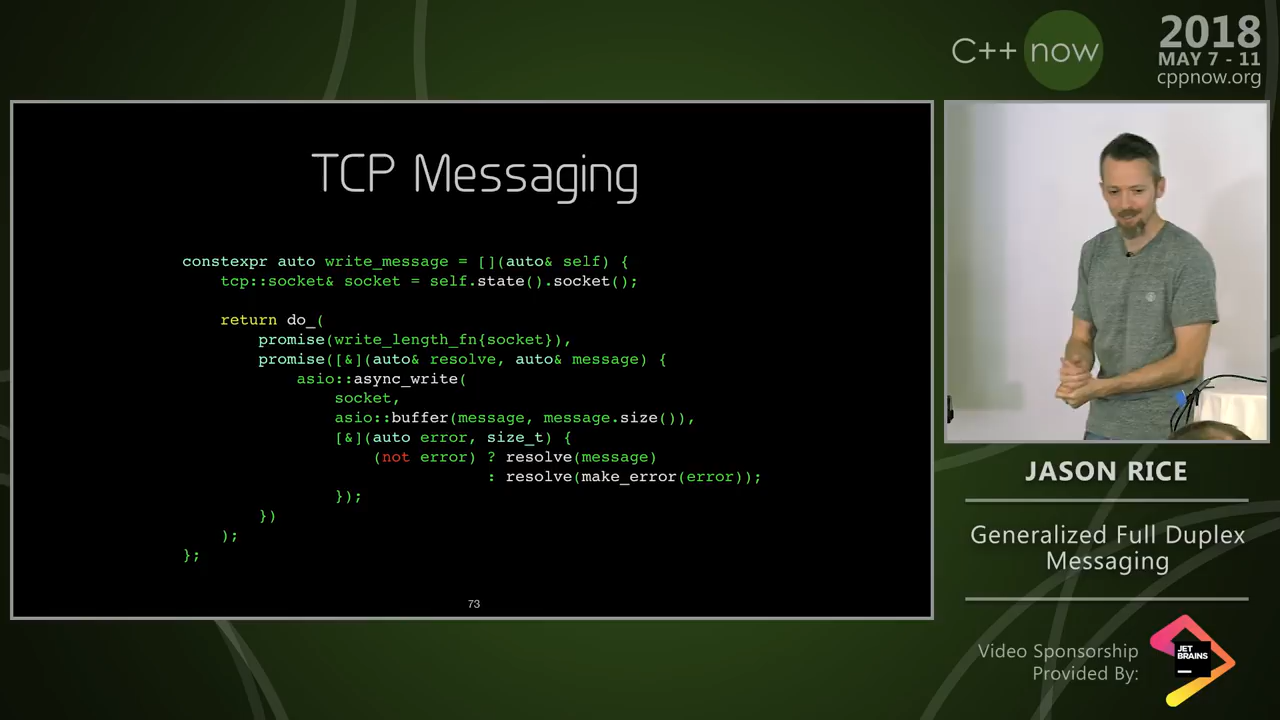 C++ now
2018
MAY 7 - 11
cppnow.org
TCP Messaging
constexpr auto write_message = [](auto& self) {
    tcp::socket& socket = self.state().socket();
    return do_(
        promise(write_length_fn{socket}),
        promise([&](auto& resolve, auto& message) {
            asio::async_write(
                socket,
                asio::buffer(message, message.size()),
                [&](auto error, size_t) {
                    (not error) ? resolve(message)
                                : resolve(make_error(error));
                });
        })
    );
};
73
JASON RICE
Generalized Full Duplex
Messaging
Video Sponsorship
Provided By:
JET
BRAINS